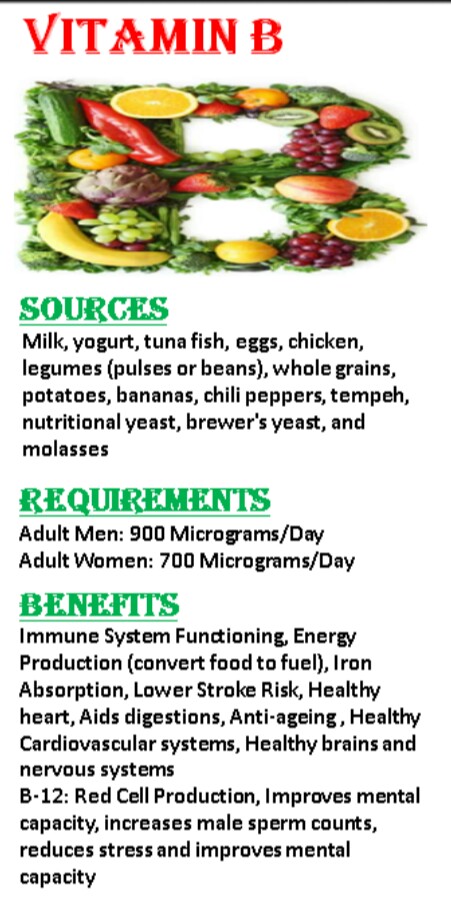 VITAMIN B
SOURCES
Milk, yogurt, tuna fish, eggs, chicken,
legumes (pulses or beans), whole grains,
potatoes, bananas, chili peppers, tempeh,
nutritional yeast, brewer's yeast, and
molasses
REQUIREMENTS
Adult Men: 900 Micrograms/Day
Adult Women: 700 Micrograms/Day
BENEFITS
Immune System Functioning, Energy
Production (convert food to fuel), Iron
Absorption, Lower Stroke Risk, Healthy
heart, Aids digestions, Anti-ageing , Healthy
Cardiovascular systems, Healthy brains and
nervous systems
B-12: Red Cell Production, Improves mental
capacity, increases male sperm counts,
reduces stress and improves mental
capacity